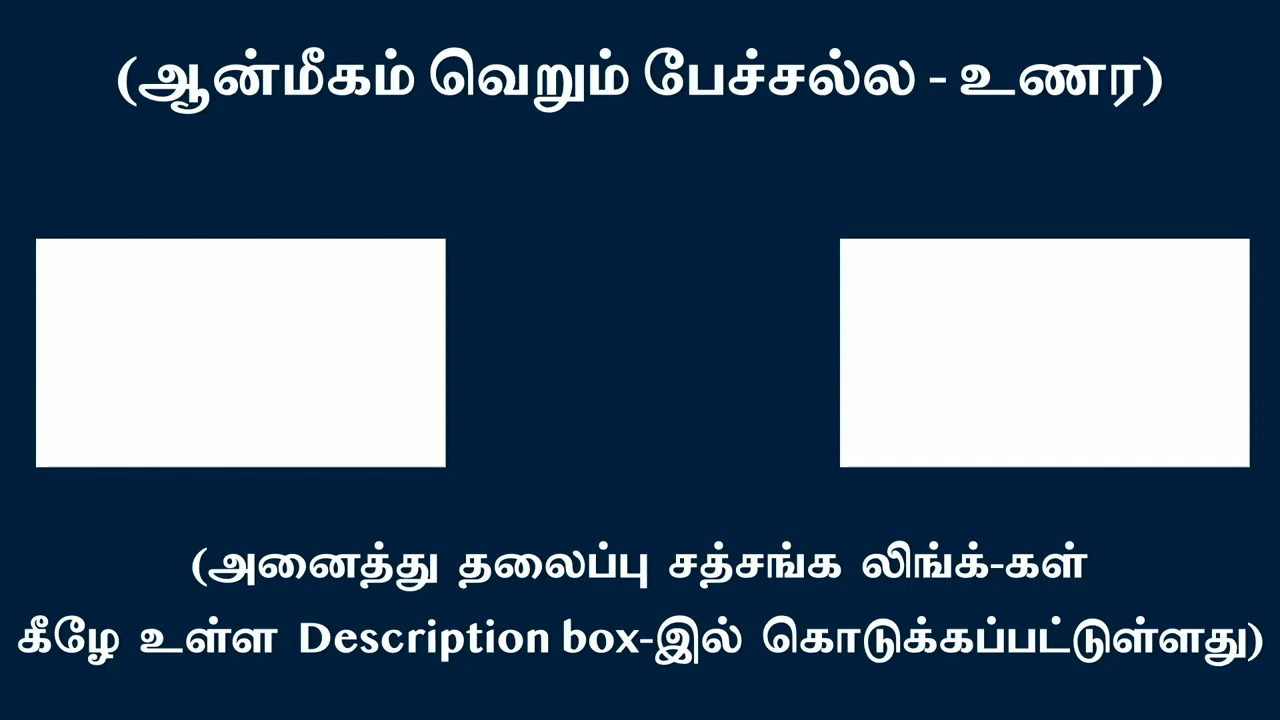 (ஆன்மீகம் வெறும் பேச்சல்ல - உணர)
(அனைத்து தலைப்பு சத்சங்க லிங்க்-கள்
கீழே உள்ள Description box-இல் கொடுக்கப்பட்டுள்ளது)